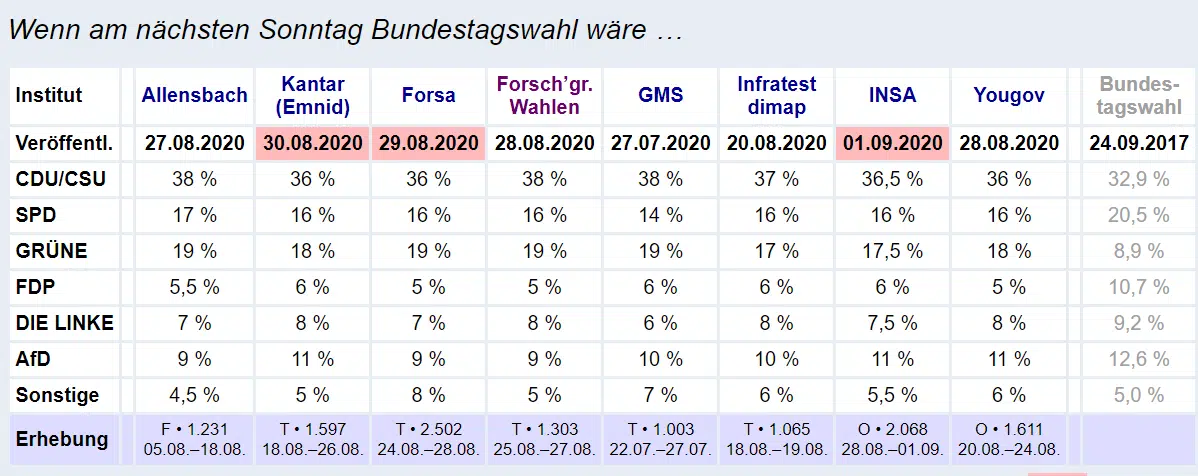 Wenn am nächsten Sonntag Bundestagswahl wäre …
Institut Allensbach Kantar (Emnid) Forsa Forsch’gr. Wahlen GMS Infratest dimap INSA Yougov Bundes-tagswahl
Veröffentl. 27.08.2020 30.08.2020 29.08.2020 28.08.2020 27.07.2020 20.08.2020 01.09.2020 28.08.2020 24.09.2017
CDU/CSU 38 % 36 % 36 % 38 % 38 % 37 % 36,5 % 36 % 32,9 %
SPD 17 % 16 % 16 % 16 % 14 % 16 % 16 % 16 % 20,5 %
GRÜNE 19 % 18 % 19 % 19 % 19 % 17 % 17,5 % 18 % 8,9 %
FDP 5,5 % 6 % 5 % 5 % 6 % 6 % 6 % 5 % 10,7 %
DIE LINKE 7 % 8 % 7 % 8 % 6 % 8 % 7,5 % 8 % 9,2 %
AfD 9 % 11 % 9 % 9 % 10 % 10 % 11 % 11 % 12,6 %
Sonstige 4,5 % 5 % 8 % 5 % 7 % 6 % 5,5 % 6 % 5,0 %
Erhebung F • 1.231 T • 1.597 T • 2.502 T • 1.303 T • 1.003 T • 1.065 O • 2.068 O • 1.611
05.08.–18.08. 18.08.–26.08. 24.08.–28.08. 25.08.–27.08. 22.07.–27.07. 18.08.–19.08. 28.08.–01.09. 20.08.–24.08.